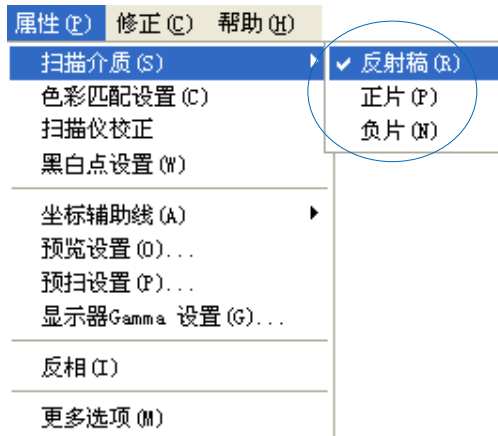 属性(P) 修正(C) 帮助(H)
扫描介质(S)
反射稿(R)
正片(P)
负片(N)
色彩匹配设置(C)
扫描仪校正
黑白点设置(W)
坐标辅助线(A)
预览设置(O)...
预扫设置(P)...
显示器Gamma 设置(G)...
反相(I)
更多选项(M)